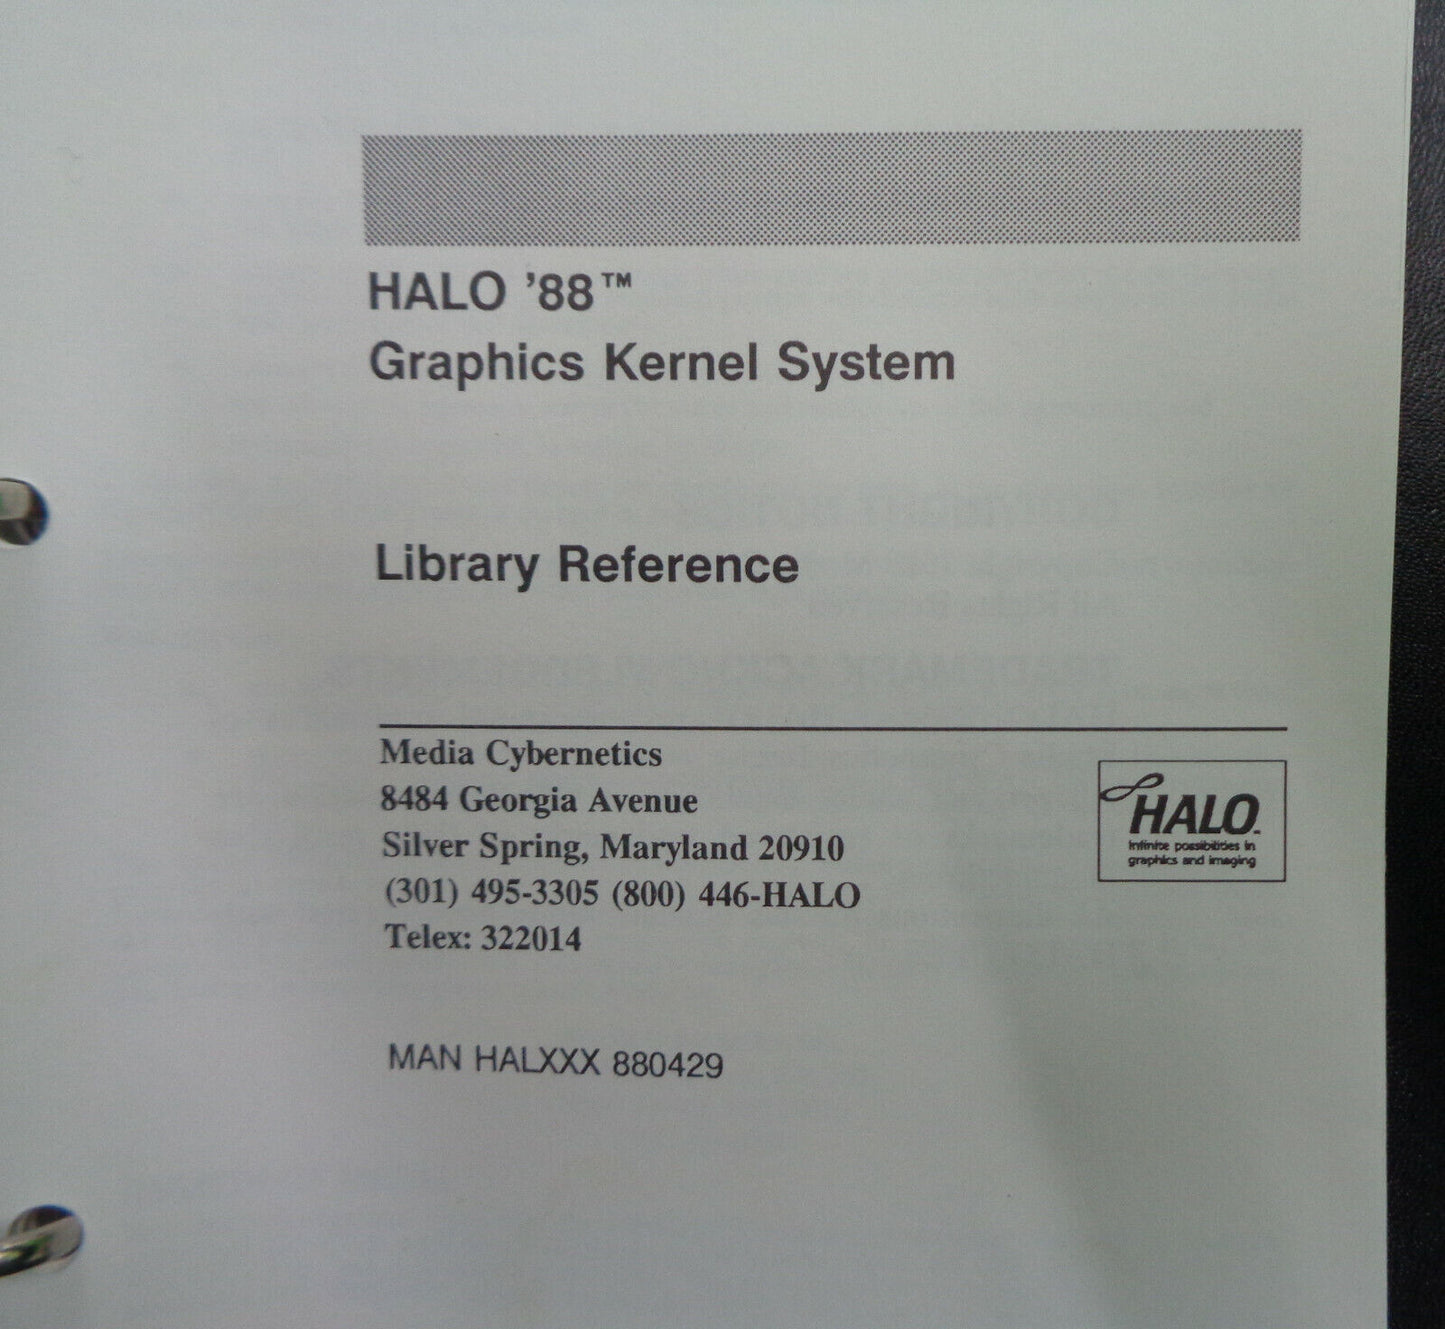 HALO '88™
Graphics Kernel System
Library Reference
Media Cybernetics
8484 Georgia Avenue
Silver Spring, Maryland 20910
(301) 495-3305 (800) 446-HALO
Telex: 322014
HALO.
Infinite possibilities in
graphics and imaging
MAN HALXXX 880429